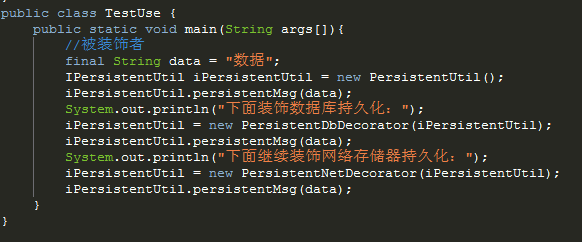 public class TestUse {
public static void main(String args[]){
//被装饰者
final String data = "数据";
IPersistentUtil iPersistentUtil = new PersistentUtil();
iPersistentUtil.persistentMsg(data);
System.out.println("下面装饰数据库持久化：");
iPersistentUtil = new PersistentDbDecorator(iPersistentUtil);
iPersistentUtil.persistentMsg(data);
System.out.println("下面继续装饰网络存储器持久化：");
iPersistentUtil = new PersistentNetDecorator(iPersistentUtil);
iPersistentUtil.persistentMsg(data);
}
}